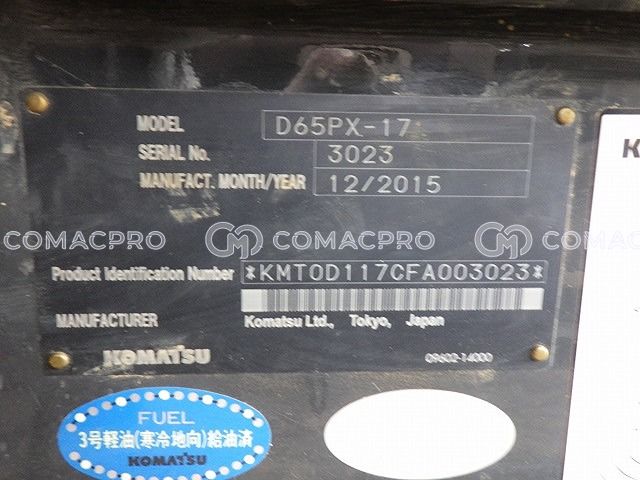 MODEL D65PX-17
SERIAL No. 3023
MANUFACT. MONTH/YEAR 12/2015
COMACPRO COMACPRO COMACPRO
Product Identification Number *KMT0D117CFA003023*
MANUFACTURER Komatsu Ltd., Tokyo, Japan
KOMATSU 09602-14000
FUEL
3号軽油(寒冷地向)給油済
KOMATSU